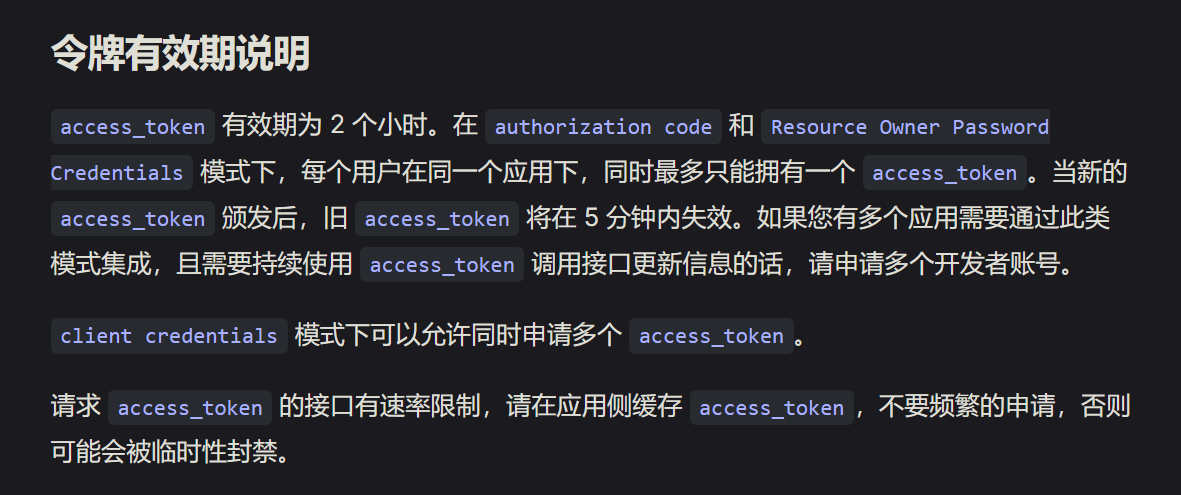 令牌有效期说明
access_token 有效期为 2 个小时。在 authorization code 和 Resource Owner Password
Credentials 模式下，每个用户在同一个应用下，同时最多只能拥有一个 access_token。当新的
access_token 颁发后，旧 access_token 将在 5 分钟内失效。如果您有多个应用需要通过此类
模式集成，且需要持续使用 access_token 调用接口更新信息的话，请申请多个开发者账号。
client credentials 模式下可以允许同时申请多个 access_token。
请求 access_token 的接口有速率限制，请在应用侧缓存 access_token，不要频繁的申请，否则
可能会被临时性封禁。